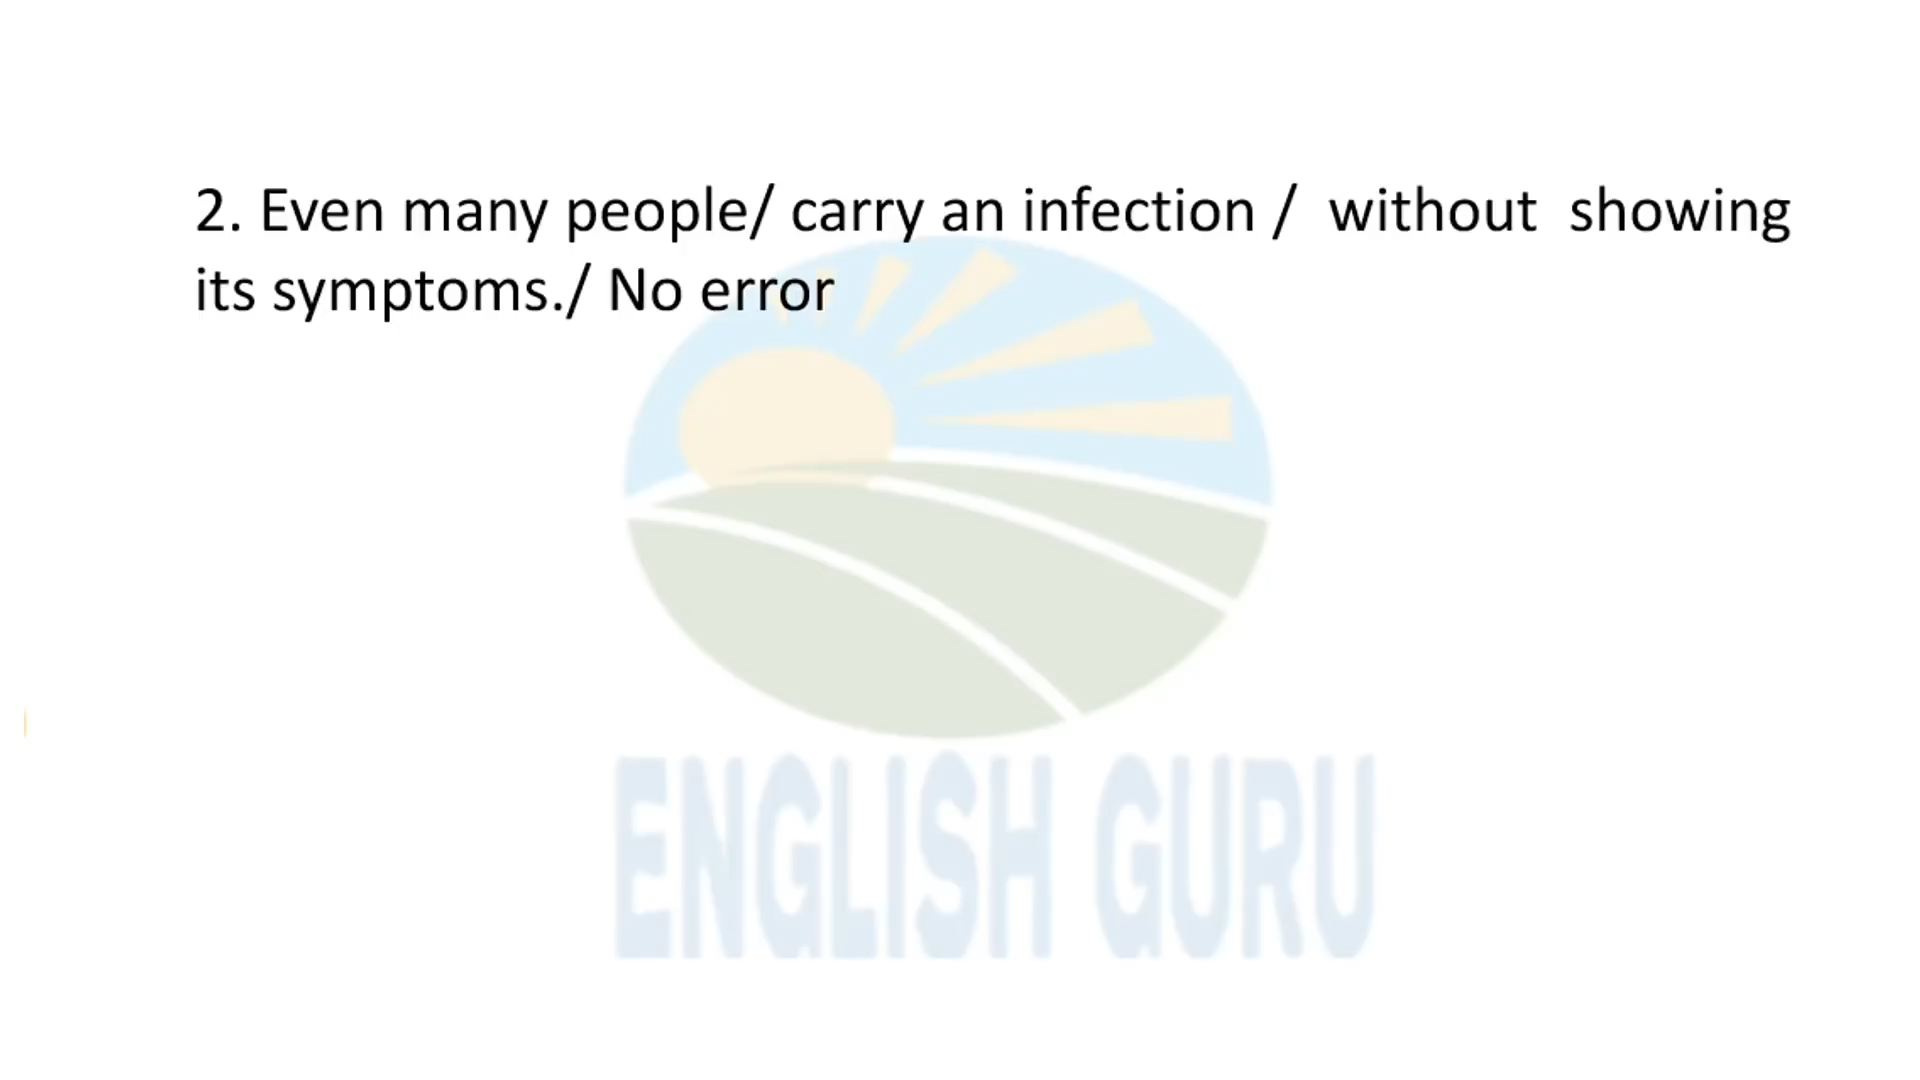 2. Even many people/ carry an infection / without showing
its symptoms./ No error
ENGLISH GURU